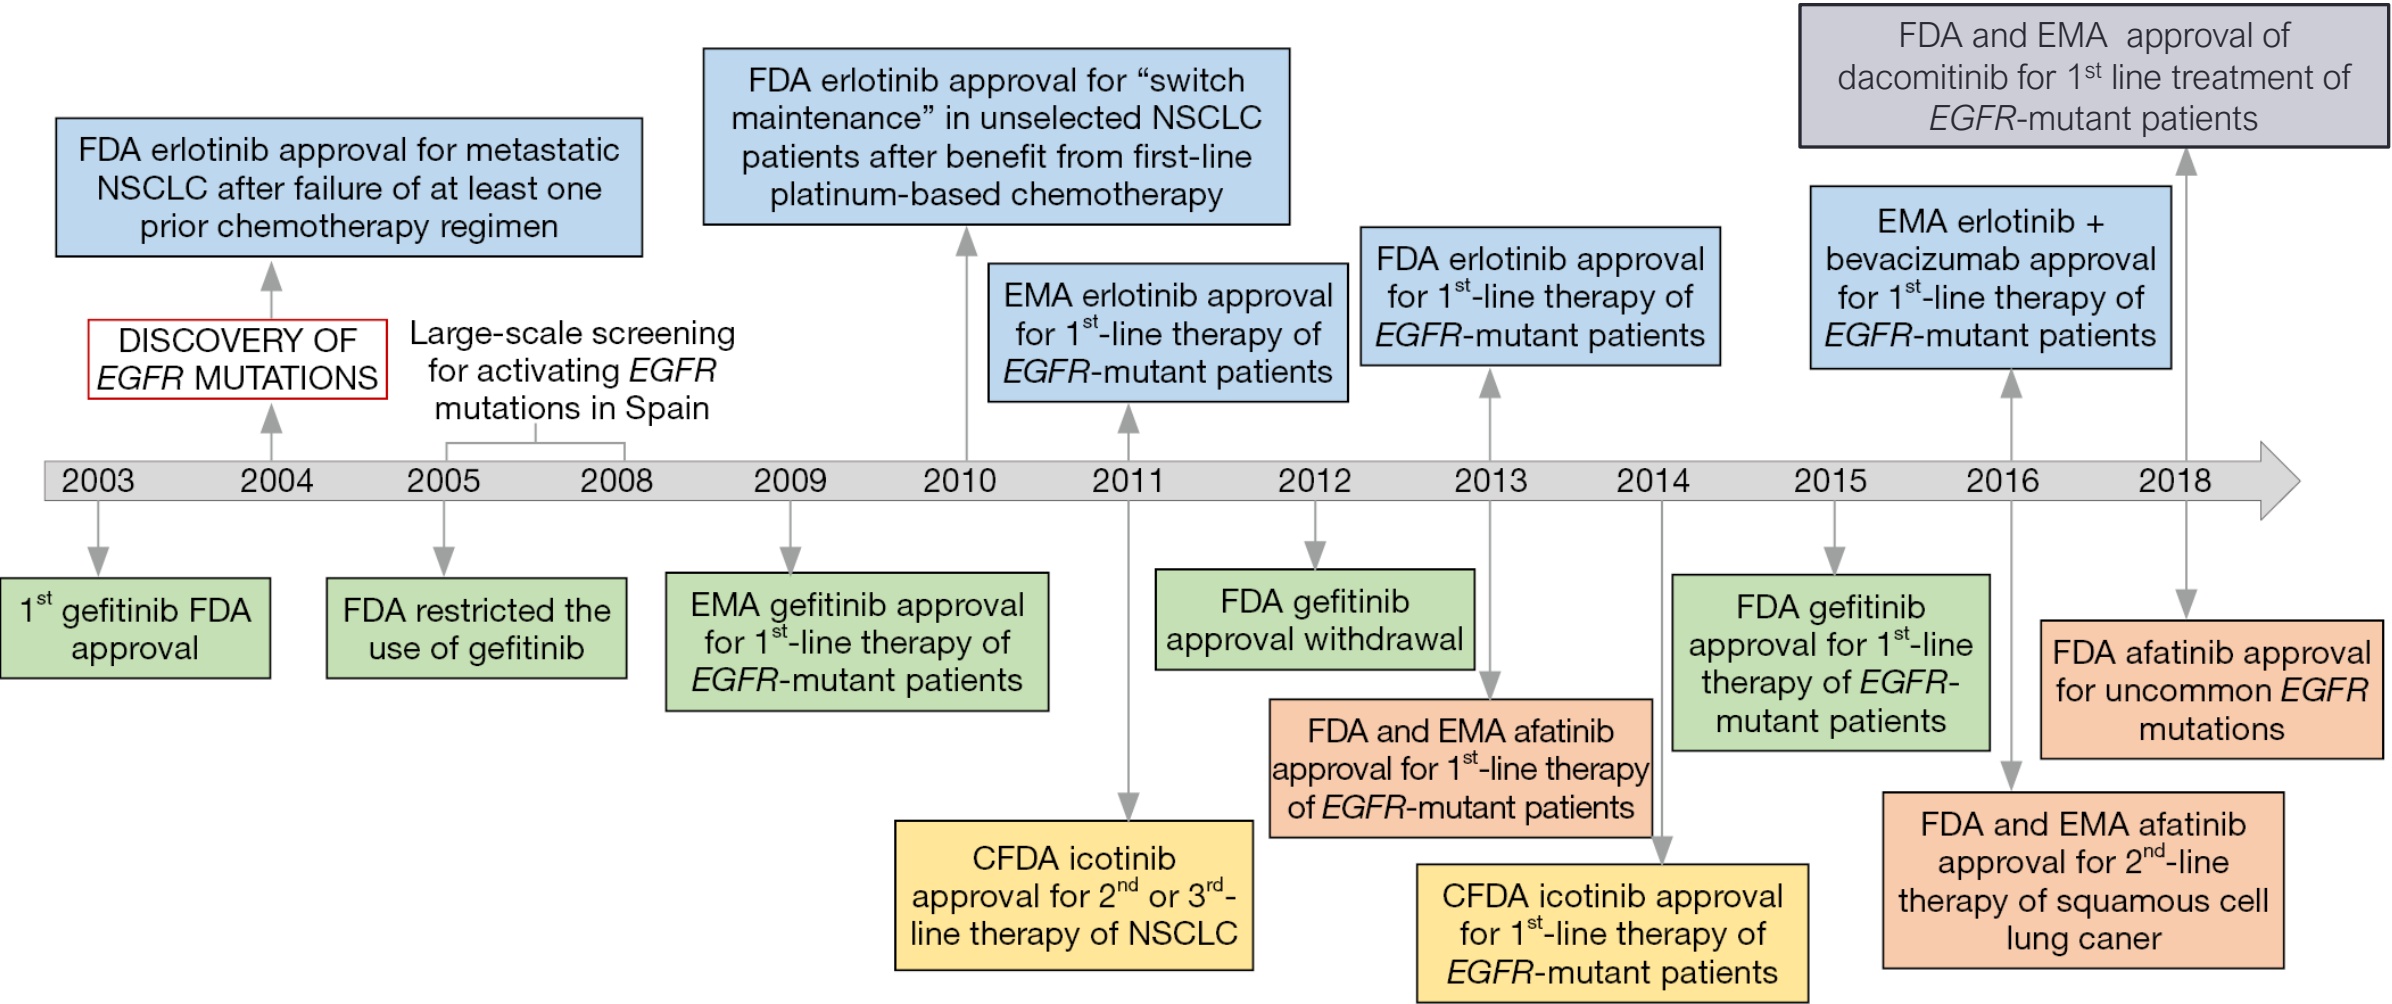 FDA and EMA  approval of
dacomitinib for 1st line treatment of
EGFR-mutant patients
FDA erlotinib approval for “switch
maintenance” in unselected NSCLC
patients after benefit from first-line
platinum-based chemotherapy
FDA erlotinib approval for metastatic
NSCLC after failure of at least one
prior chemotherapy regimen
EMA erlotinib +
bevacizumab approval
for 1st-line therapy of
EGFR-mutant patients
FDA erlotinib approval
for 1st-line therapy of
EGFR-mutant patients
EMA erlotinib approval
for 1st-line therapy of
EGFR-mutant patients
DISCOVERY OF
EGFR MUTATIONS
Large-scale screening
for activating EGFR
mutations in Spain
2003 2004 2005 2008 2009 2010 2011 2012 2013 2014 2015 2016 2018
1st gefitinib FDA
approval
FDA restricted the
use of gefitinib
EMA gefitinib approval
for 1st-line therapy of
EGFR-mutant patients
FDA gefitinib
approval withdrawal
FDA gefitinib
approval for 1st-line
therapy of EGFR-
mutant patients
FDA afatinib approval
for uncommon EGFR
mutations
FDA and EMA afatinib
approval for 1st-line therapy
of EGFR-mutant patients
CFDA icotinib
approval for 2nd or 3rd-
line therapy of NSCLC
CFDA icotinib approval
for 1st-line therapy of
EGFR-mutant patients
FDA and EMA afatinib
approval for 2nd-line
therapy of squamous cell
lung caner